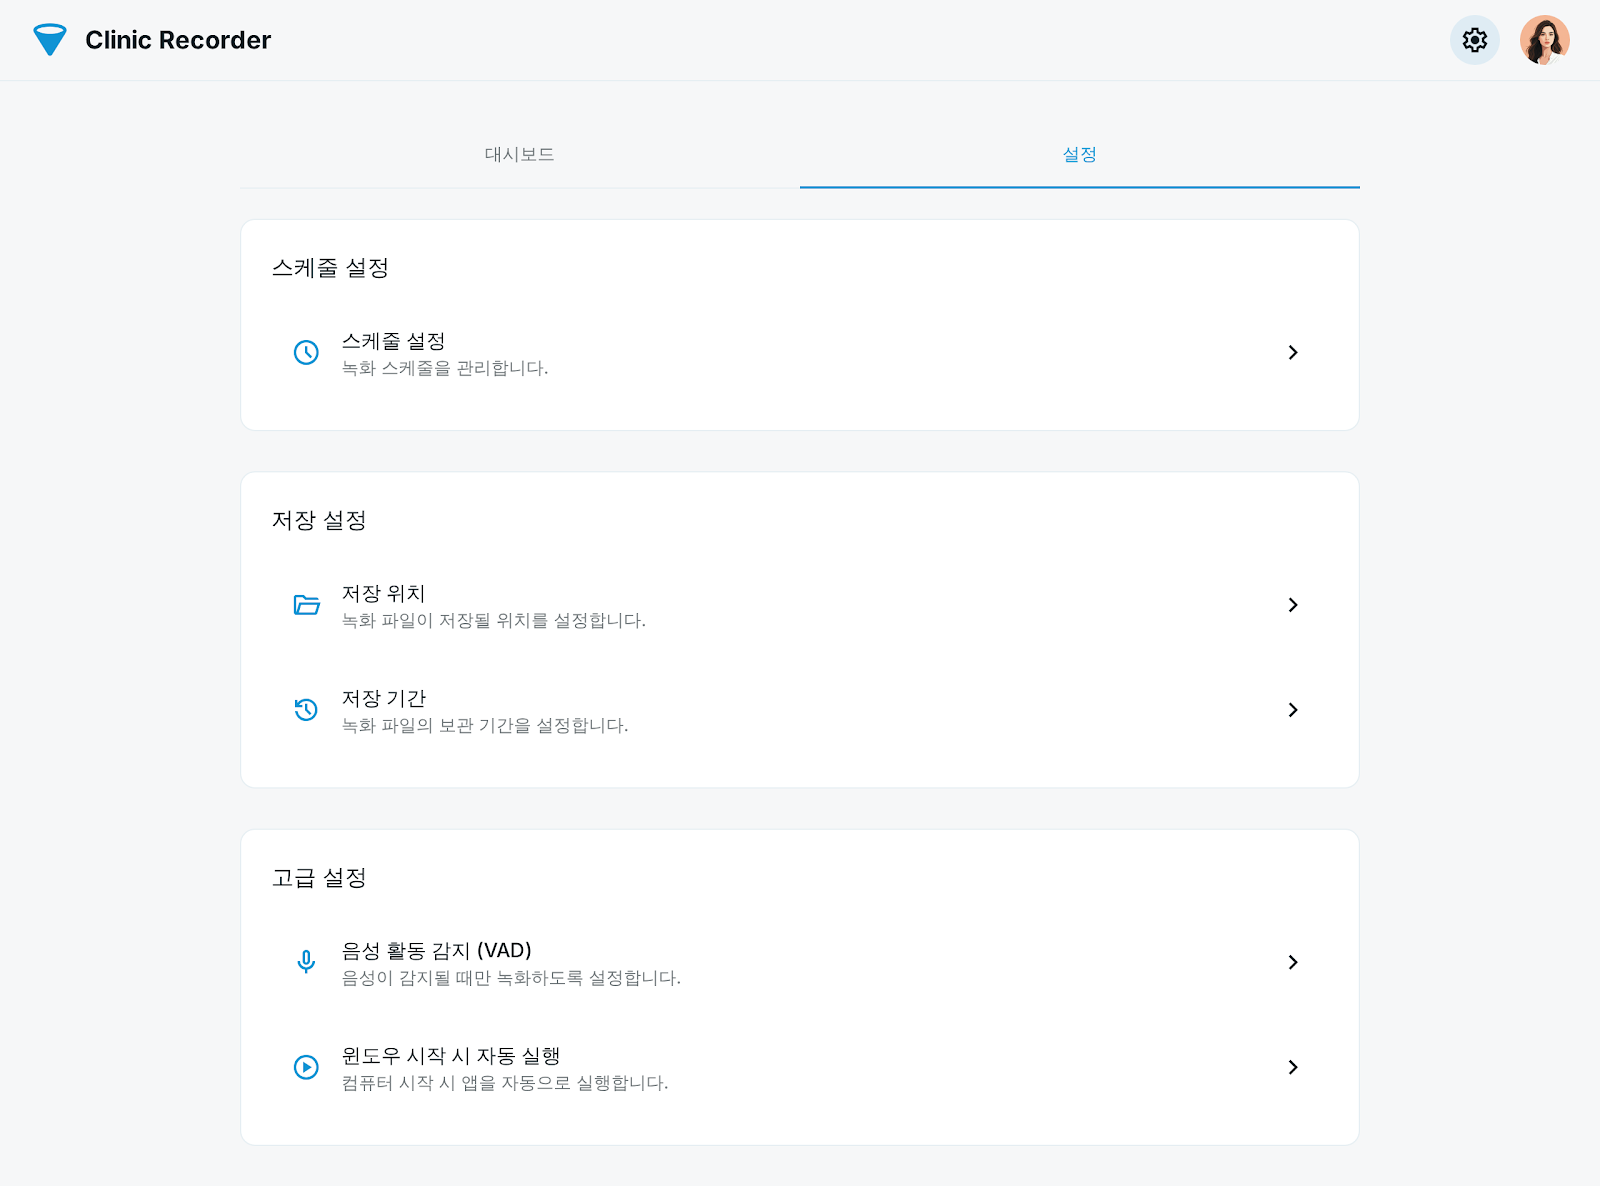 Clinic Recorder
대시보드
설정
스케줄 설정
스케줄 설정
녹화 스케줄을 관리합니다.
저장 설정
저장 위치
녹화 파일이 저장될 위치를 설정합니다.
저장 기간
녹화 파일의 보관 기간을 설정합니다.
고급 설정
음성 활동 감지 (VAD)
음성이 감지될 때만 녹화하도록 설정합니다.
윈도우 시작 시 자동 실행
컴퓨터 시작 시 앱을 자동으로 실행합니다.